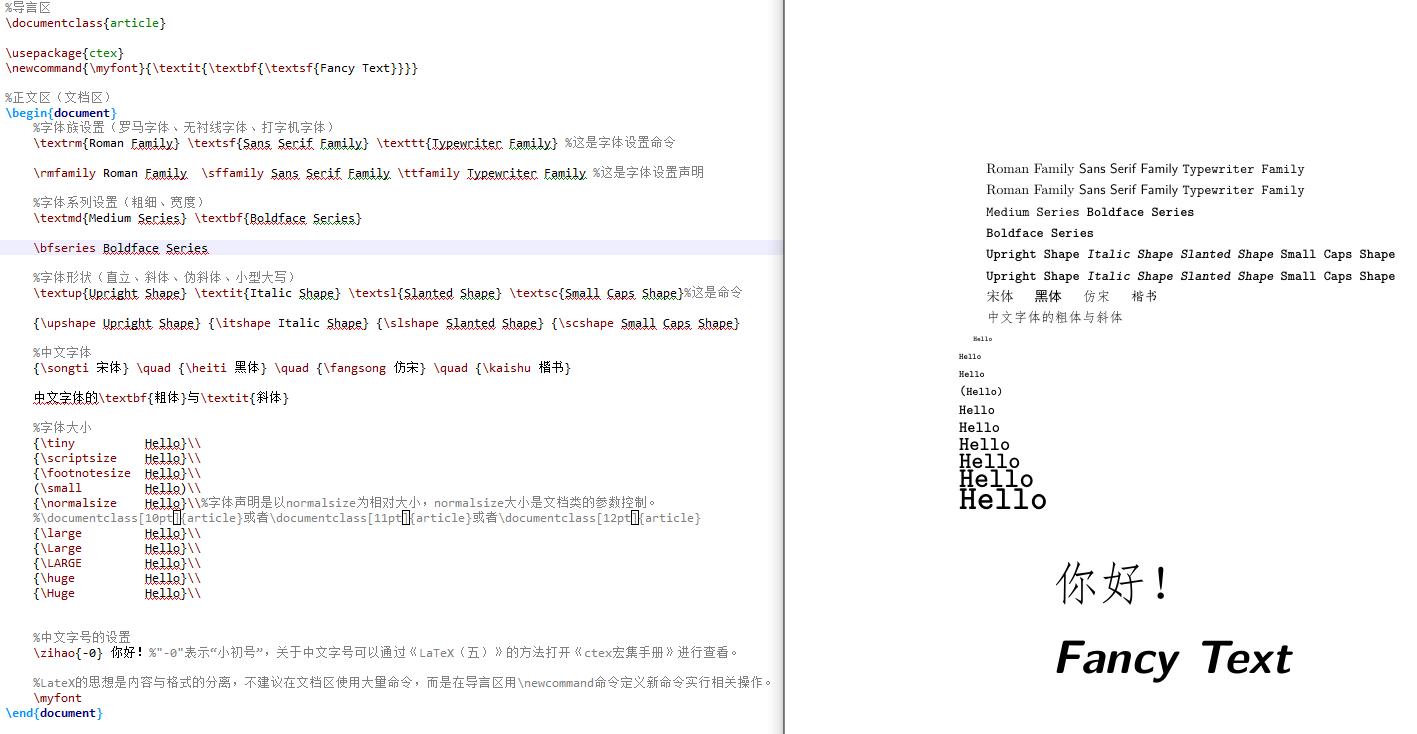 %导言区
\documentclass{article}
\usepackage{ctex}
\newcommand{\myfont}{\textit{\textbf{\textsf{Fancy Text}}}}
%正文区（文档区）
\begin{document}
%字体族设置（罗马字体、无衬线字体、打字机字体）
\textrm{Roman Family} \textsf{Sans Serif Family} \texttt{Typewriter Family} %这是字体设置命令
\rmfamily Roman Family \sffamily Sans Serif Family \ttfamily Typewriter Family %这是字体设置声明
%字体系列设置（粗细、宽度）
\textmd{Medium Series} \textbf{Boldface Series}
\bfseries Boldface Series
%字体形状（直立、斜体、伪斜体、小型大写）
\textup{Upright Shape} \textit{Italic Shape} \textsl{Slanted Shape} \textsc{Small Caps Shape}%这是命令
{\upshape Upright Shape} {\itshape Italic Shape} {\slshape Slanted Shape} {\scshape Small Caps Shape}
%中文字体
{\songti 宋体} \quad {\heiti 黑体} \quad {\fangsong 仿宋} \quad {\kaishu 楷书}
中文字体的\textbf{粗体}与\textit{斜体}
%字体大小
{\tiny Hello}\\
{\scriptsize Hello}\\
{\footnotesize Hello}\\
(\small Hello)\\
{\normalsize Hello}\\%字体声明是以normalsize为相对大小，normalsize大小是文档类的参数控制。
%\documentclass[10pt]{article}或者\documentclass[11pt]{article}或者\documentclass[12pt]{article}
{\large Hello}\\
{\Large Hello}\\
{\LARGE Hello}\\
{\huge Hello}\\
{\Huge Hello}\\
%中文字号的设置
\zihao{-0} 你好！%"-0"表示“小初号”，关于中文字号可以通过《LaTeX（五）》的方法打开《ctex宏集手册》进行查看。
%LateX的思想是内容与格式的分离，不建议在文档区使用大量命令，而是在导言区用\newcommand命令定义新命令实行相关操作。
\myfont
\end{document}
Roman Family Sans Serif Family Typewriter Family
Roman Family Sans Serif Family Typewriter Family
Medium Series Boldface Series
Boldface Series
Upright Shape Italic Shape Slanted Shape Small Caps Shape
Upright Shape Italic Shape Slanted Shape Small Caps Shape
宋体 黑体 仿宋 楷书
中文字体的粗体与斜体
Hello
Hello
Hello
(Hello)
Hello
Hello
Hello
Hello
Hello
Hello
你好！
Fancy Text